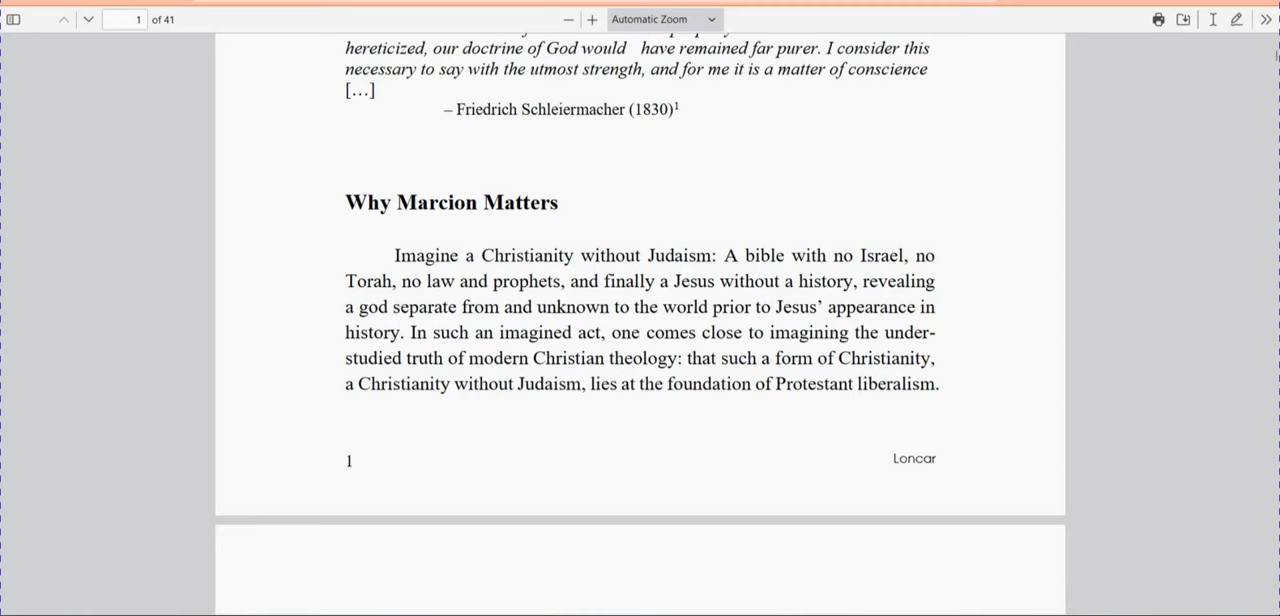 1 of 41
Automatic Zoom
hereticized, our doctrine of God would have remained far purer. I consider this
necessary to say with the utmost strength, and for me it is a matter of conscience
[…]
– Friedrich Schleiermacher (1830)1
Why Marcion Matters
Imagine a Christianity without Judaism: A bible with no Israel, no
Torah, no law and prophets, and finally a Jesus without a history, revealing
a god separate from and unknown to the world prior to Jesus’ appearance in
history. In such an imagined act, one comes close to imagining the under-
studied truth of modern Christian theology: that such a form of Christianity,
a Christianity without Judaism, lies at the foundation of Protestant liberalism.
1 Loncar